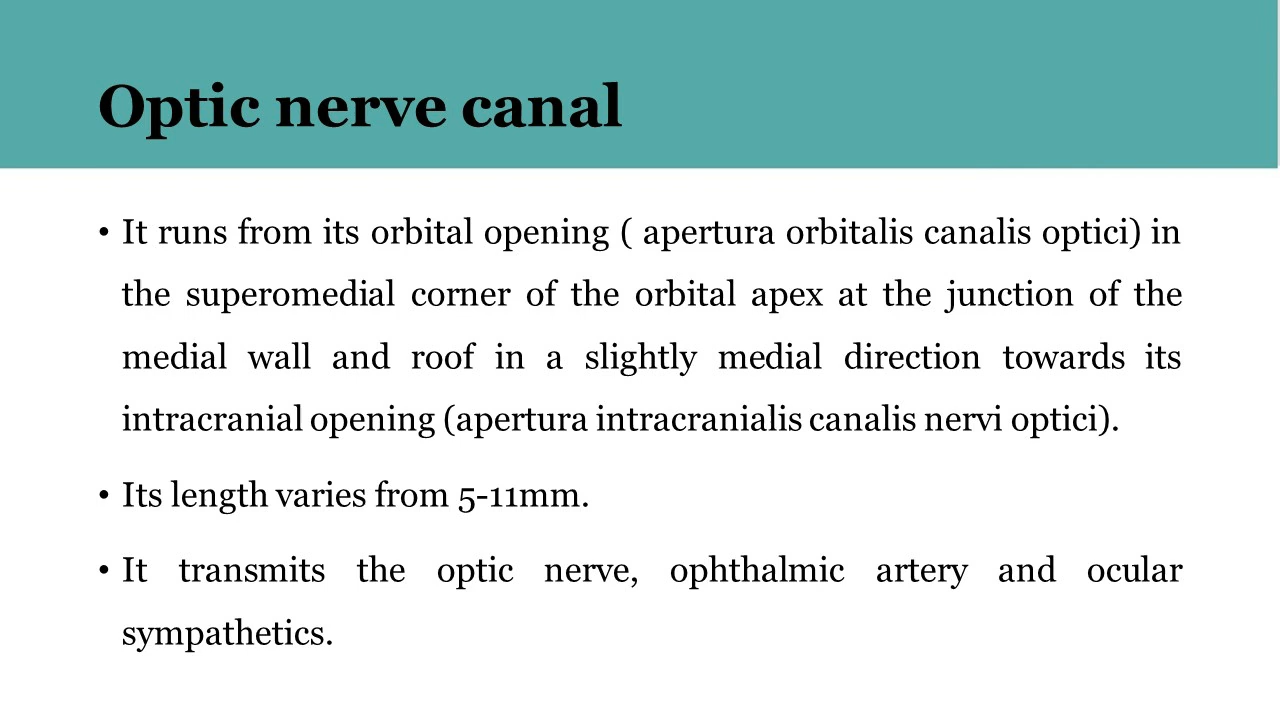 Optic nerve canal
• It runs from its orbital opening ( apertura orbitalis canalis optici) in
the superomedial corner of the orbital apex at the junction of the
medial wall and roof in a slightly medial direction towards its
intracranial opening (apertura intracranialis canalis nervi optici).
• Its length varies from 5-11mm.
• It transmits the optic nerve, ophthalmic artery and ocular
sympathetics.